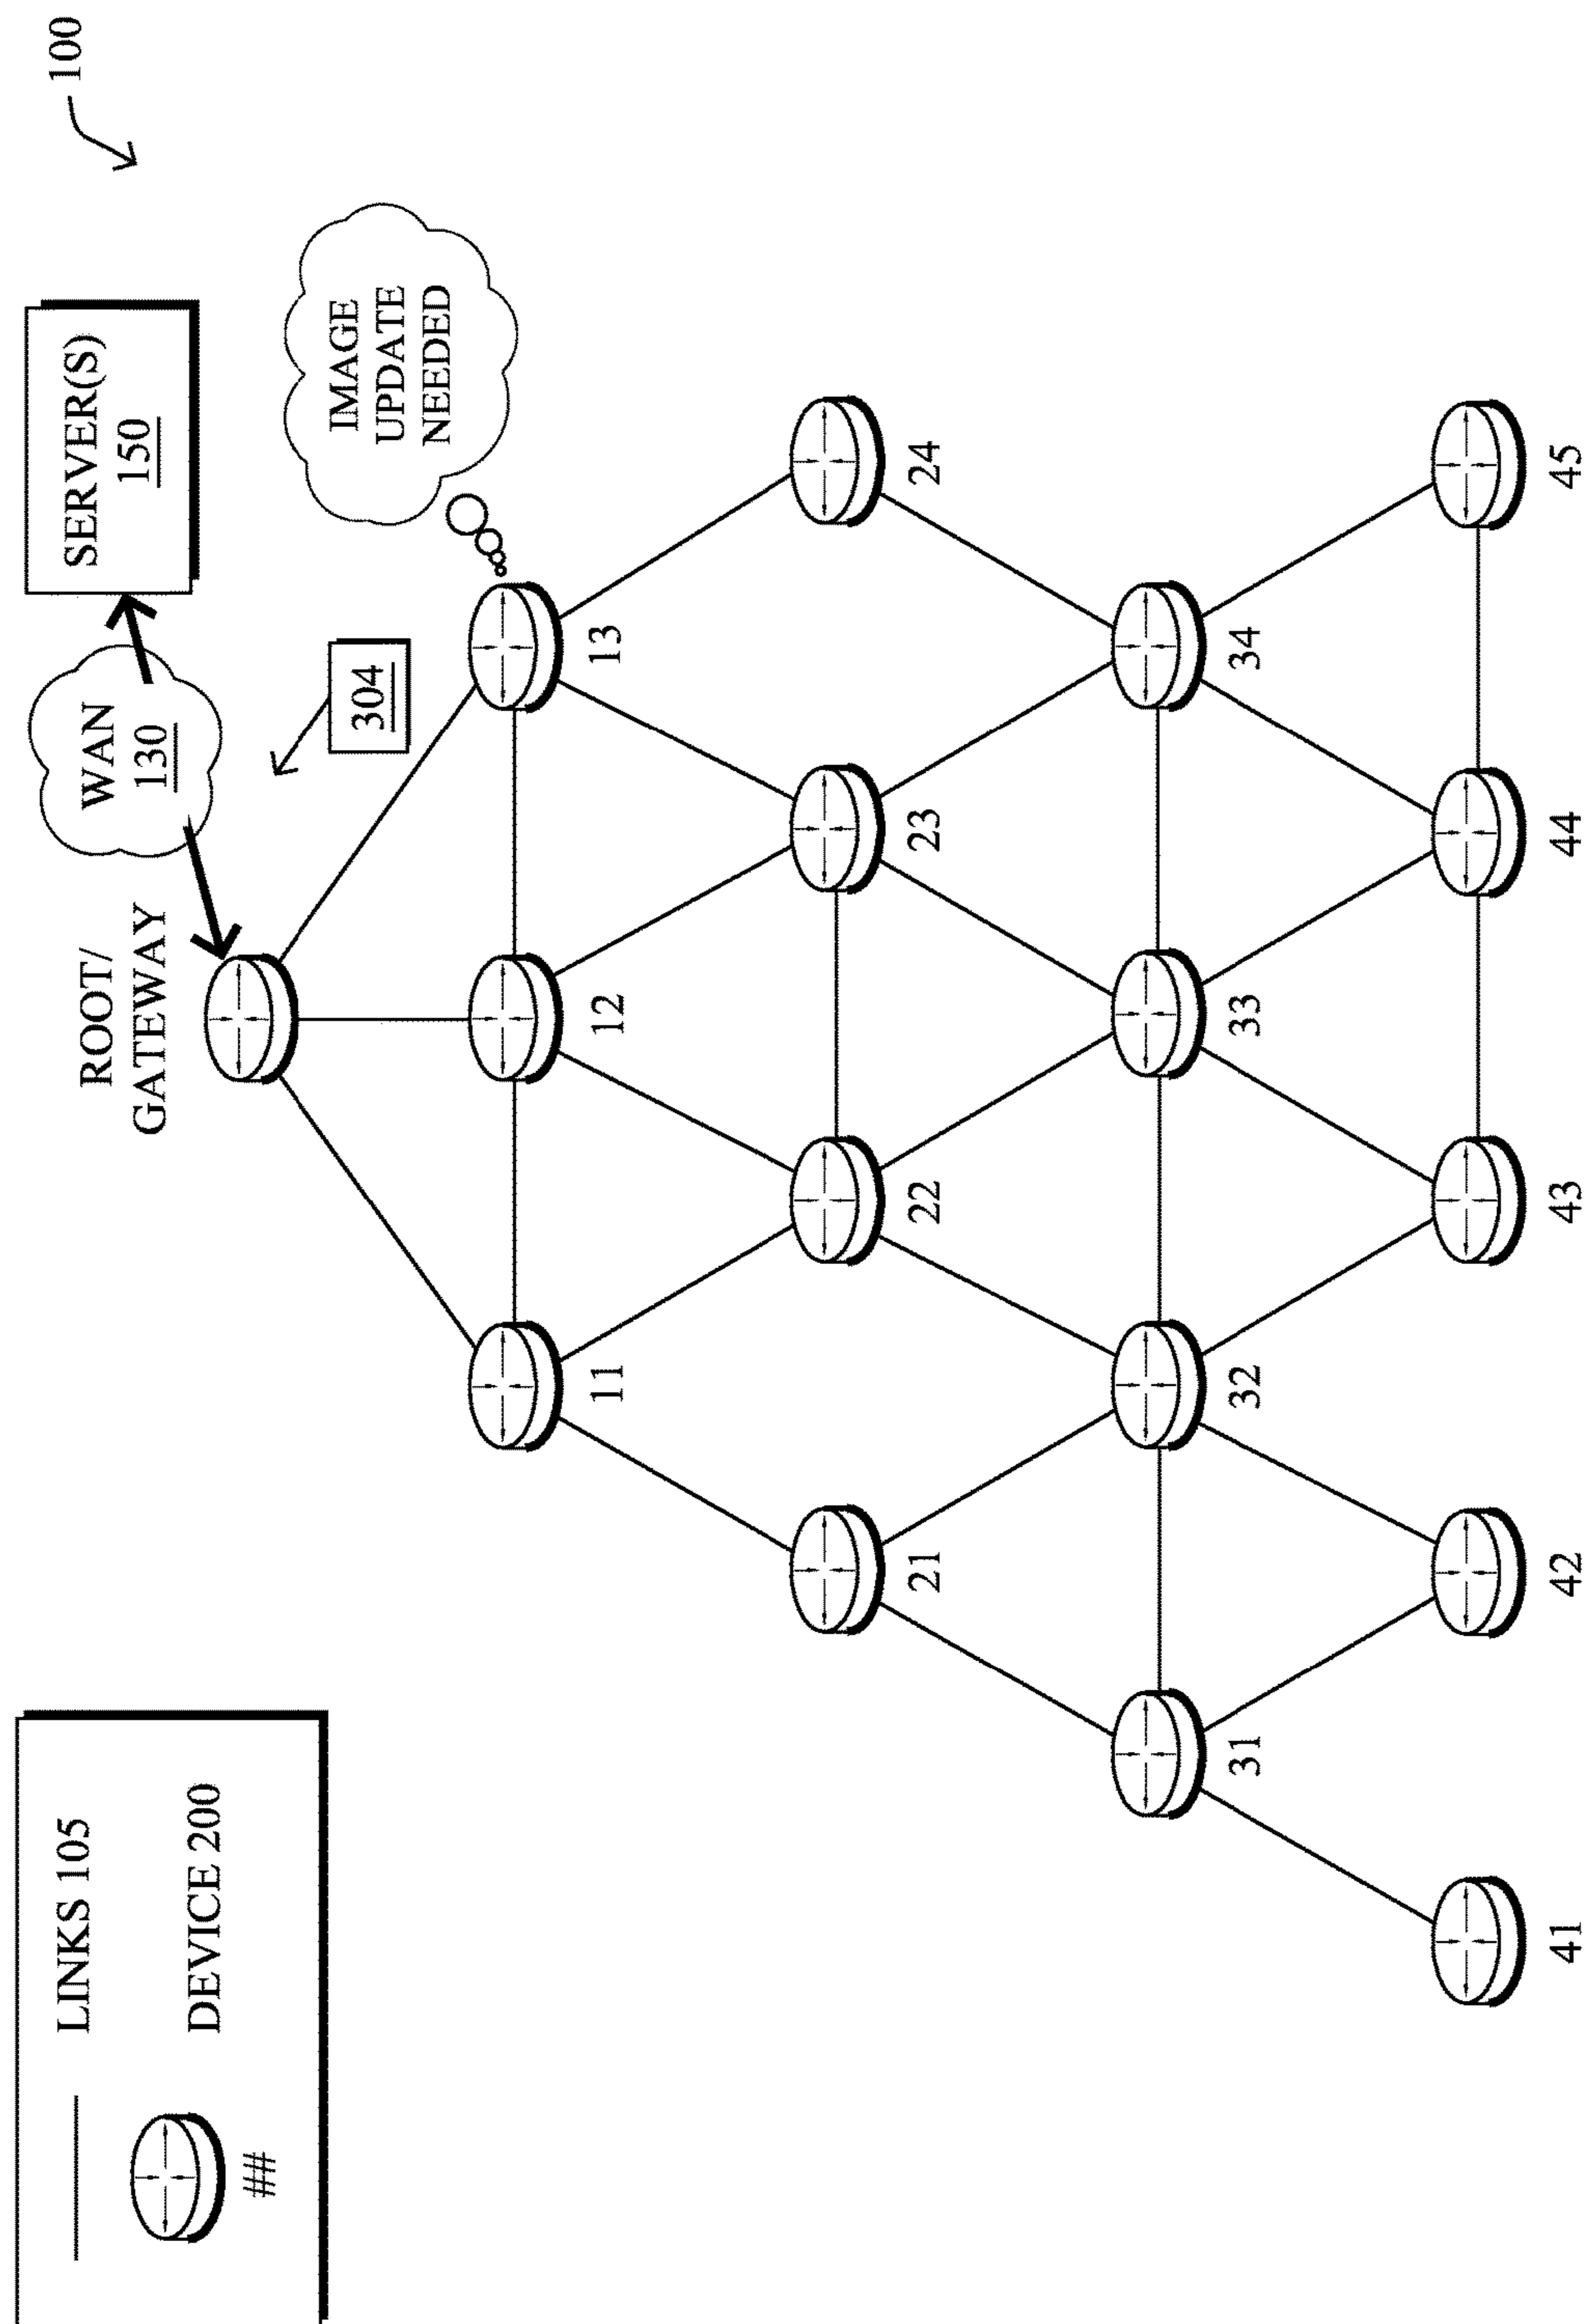 LINKS 105
DEVICE 200
##
100
SERVER(S)
150
WAN
130
ROOT/
GATEWAY
304
IMAGE
UPDATE
NEEDED
11
12
13
21
22
23
24
31
32
33
34
41
42
43
44
45